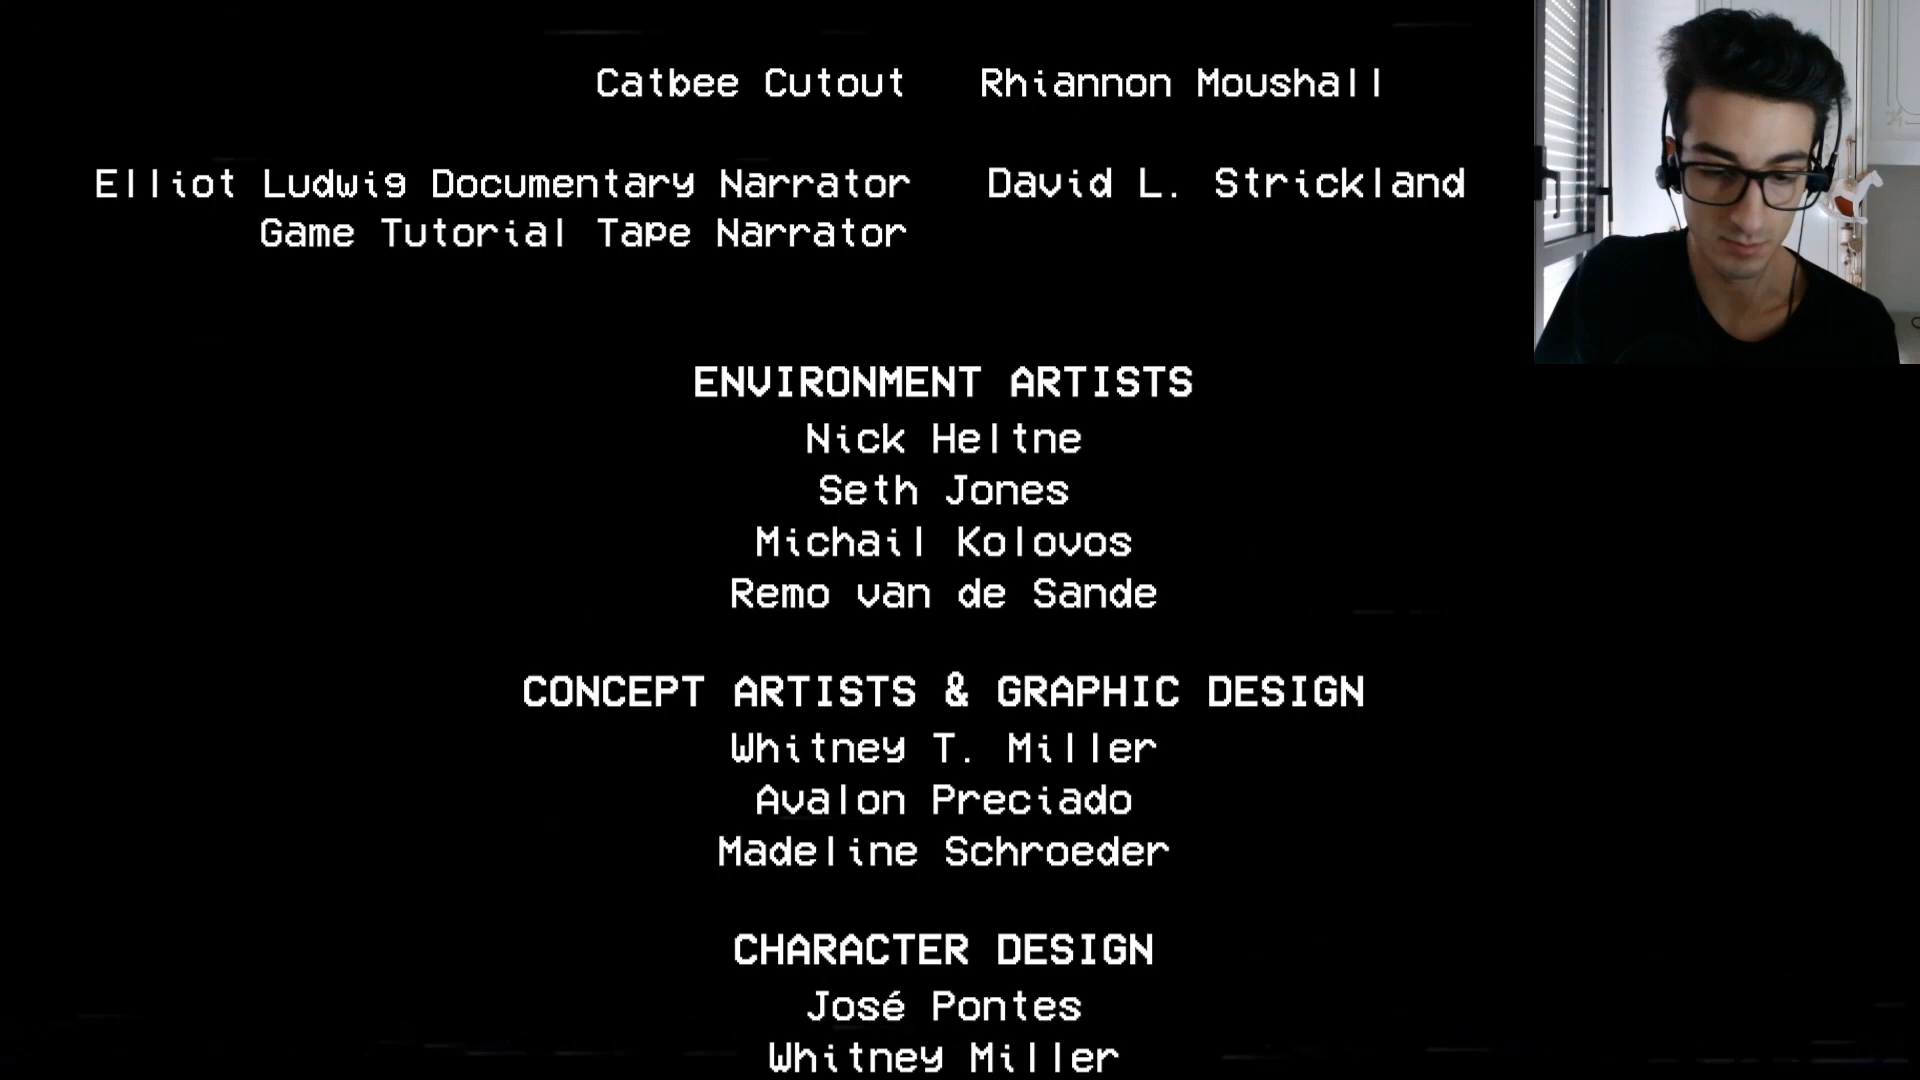 Catbee Cutout Rhiannon Moushall
Elliot Ludwig Documentary Narrator David L. Strickland
Game Tutorial Tape Narrator
ENVIRONMENT ARTISTS
Nick Heltne
Seth Jones
Michail Kolovos
Remo van de Sande
CONCEPT ARTISTS & GRAPHIC DESIGN
Whitney T. Miller
Avalon Preciado
Madeline Schroeder
CHARACTER DESIGN
José Pontes
Whitney Miller